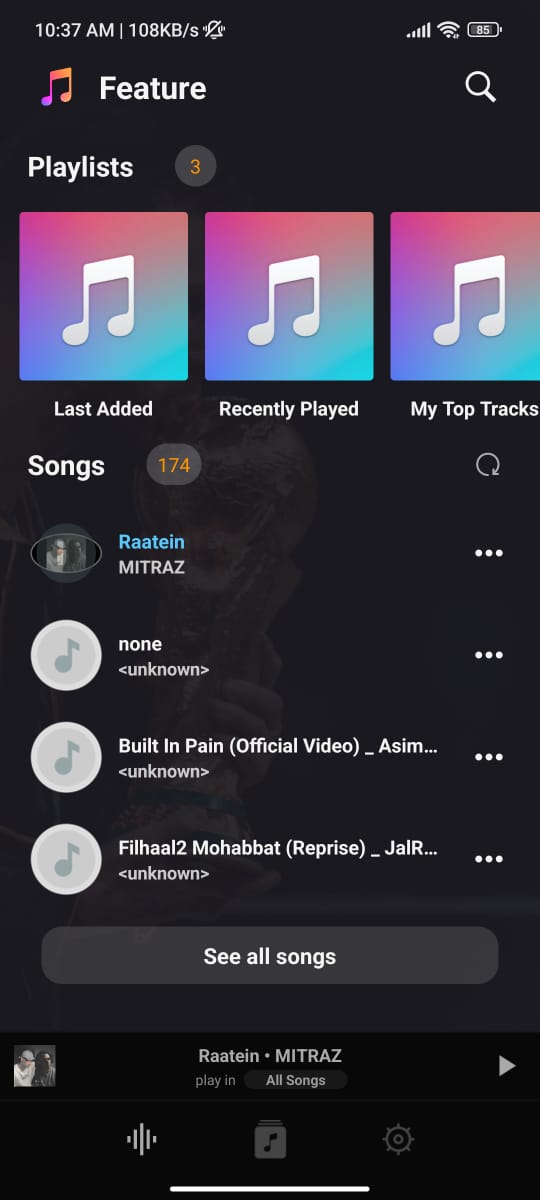 10:37 AM | 108KB/s
85
Feature
Playlists 3
Last Added
Recently Played
My Top Tracks
Songs 174
Raatein
MITRAZ
none
<unknown>
Built In Pain (Official Video) _ Asim...
<unknown>
Filhaal2 Mohabbat (Reprise) _ JalR...
<unknown>
See all songs
Raatein • MITRAZ
play in All Songs